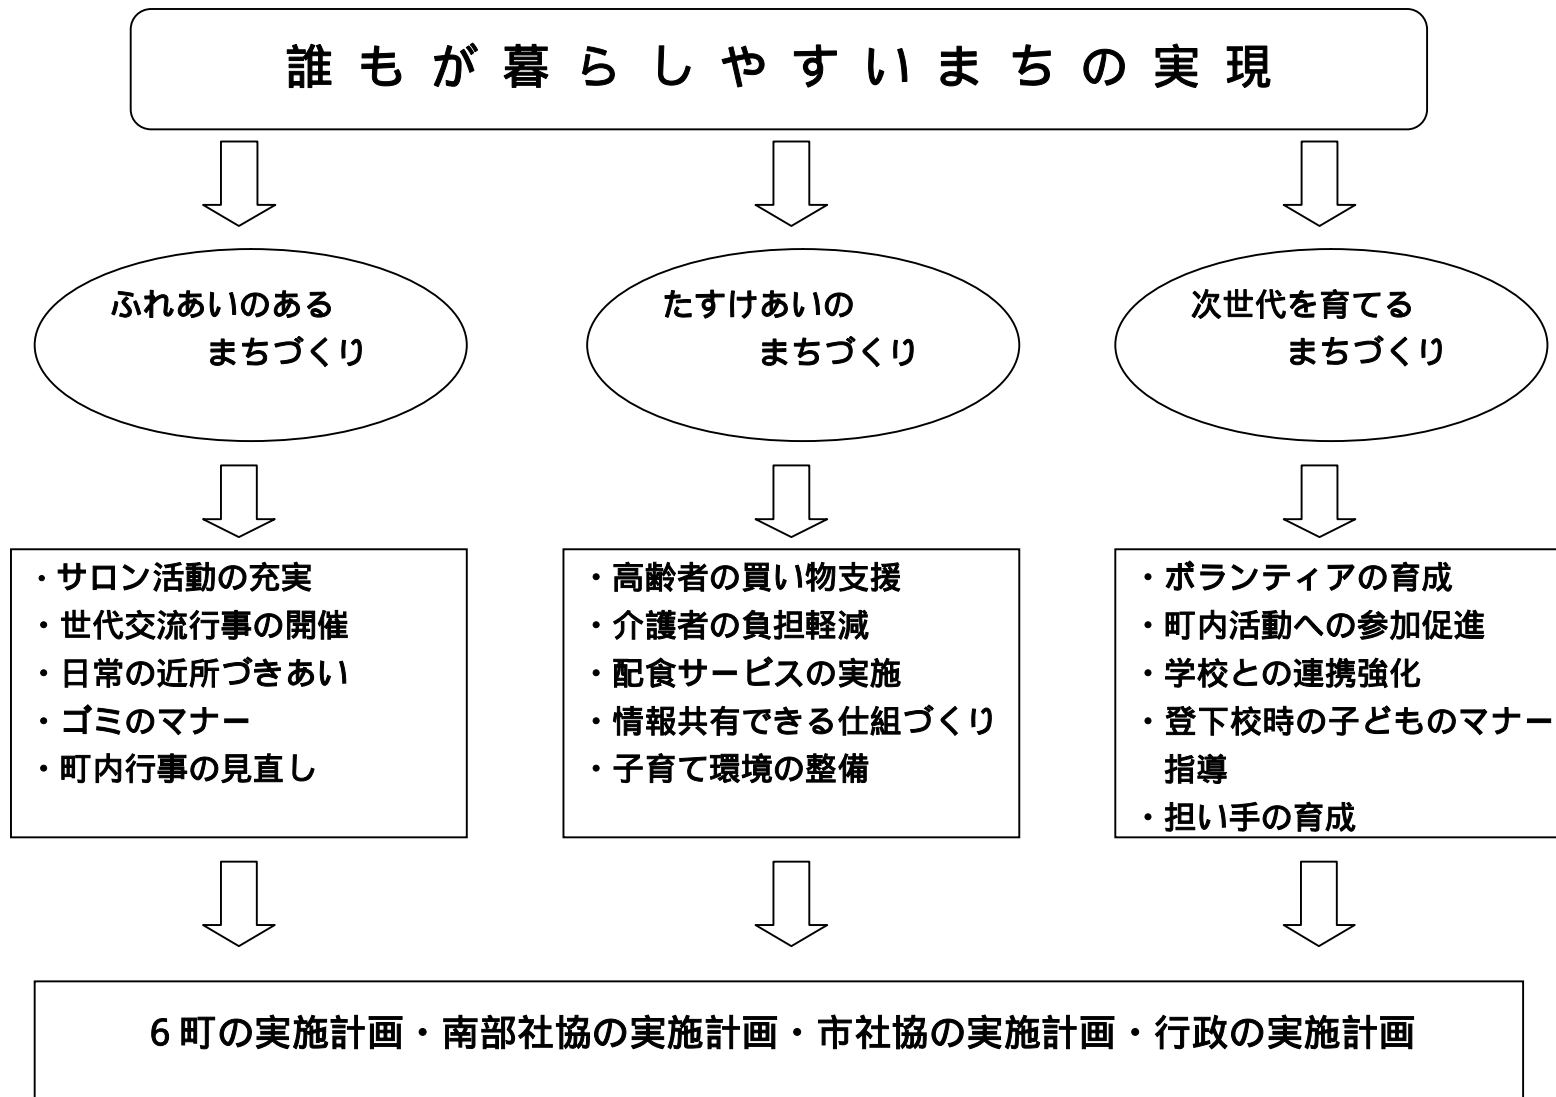 誰もが暮らしやすいまちの実現
ふれあいのある
まちづくり
たすけあいの
まちづくり
次世代を育てる
まちづくり
・サロン活動の充実
・世代交流行事の開催
・日常の近所づきあい
・ゴミのマナー
・町内行事の見直し
・高齢者の買い物支援
・介護者の負担軽減
・配食サービスの実施
・情報共有できる仕組づくり
・子育て環境の整備
・ボランティアの育成
・町内活動への参加促進
・学校との連携強化
・登下校時の子どものマナー
指導
・担い手の育成
６町の実施計画・南部社協の実施計画・市社協の実施計画・行政の実施計画